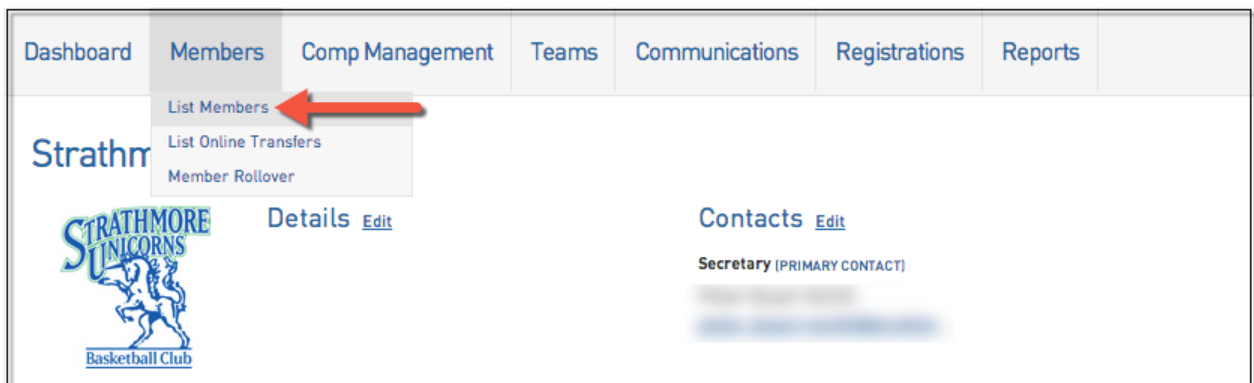 Dashboard Members Comp Management Teams Communications Registrations Reports
List Members
List Online Transfers
Member Rollover
STRATHMORE
UNICORNS
Basketball Club
Details Edit
Contacts Edit
Secretary (PRIMARY CONTACT)